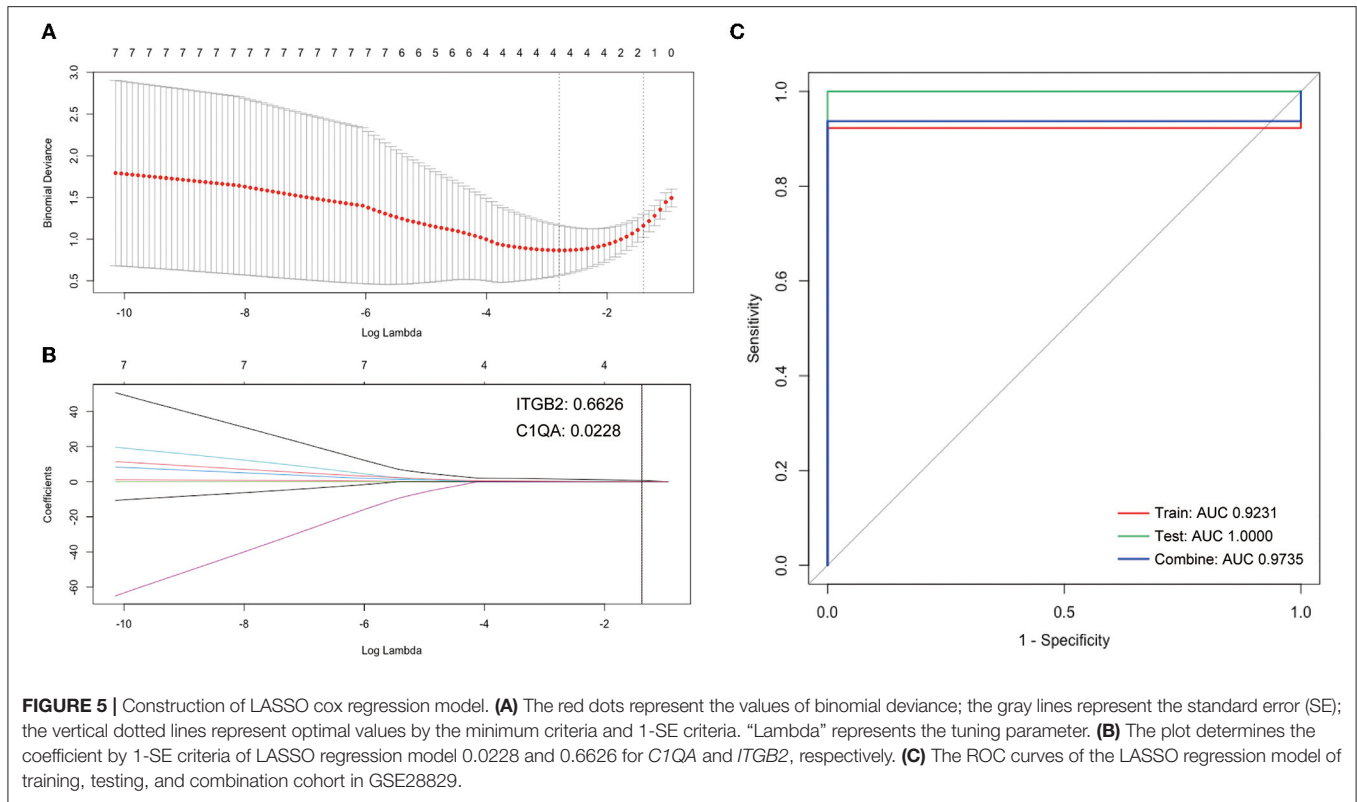 A
7 7 7 7 7 7 7 7 7 7 7 7 7 7 7 7 7 6 6 5 6 6 4 4 4 4 4 4 4 4 2 2 1 0
3.0
2.5
2.0
1.5
1.0
0.5
Binomial Deviance
-10 -8 -6 -4 -2
Log Lambda
B
7 7 7 4 4
40
20
0
-20
-40
-60
Coefficients
ITGB2: 0.6626
C1QA: 0.0228
-10 -8 -6 -4 -2
Log Lambda
C
1.0
0.8
0.6
0.4
0.2
0.0
Sensitivity
Train: AUC 0.9231
Test: AUC 1.0000
Combine: AUC 0.9735
0.0 0.5 1.0
1 - Specificity
FIGURE 5 | Construction of LASSO cox regression model. (A) The red dots represent the values of binomial deviance; the gray lines represent the standard error (SE);
the vertical dotted lines represent optimal values by the minimum criteria and 1-SE criteria. “Lambda” represents the tuning parameter. (B) The plot determines the
coefficient by 1-SE criteria of LASSO regression model 0.0228 and 0.6626 for C1QA and ITGB2, respectively. (C) The ROC curves of the LASSO regression model of
training, testing, and combination cohort in GSE28829.